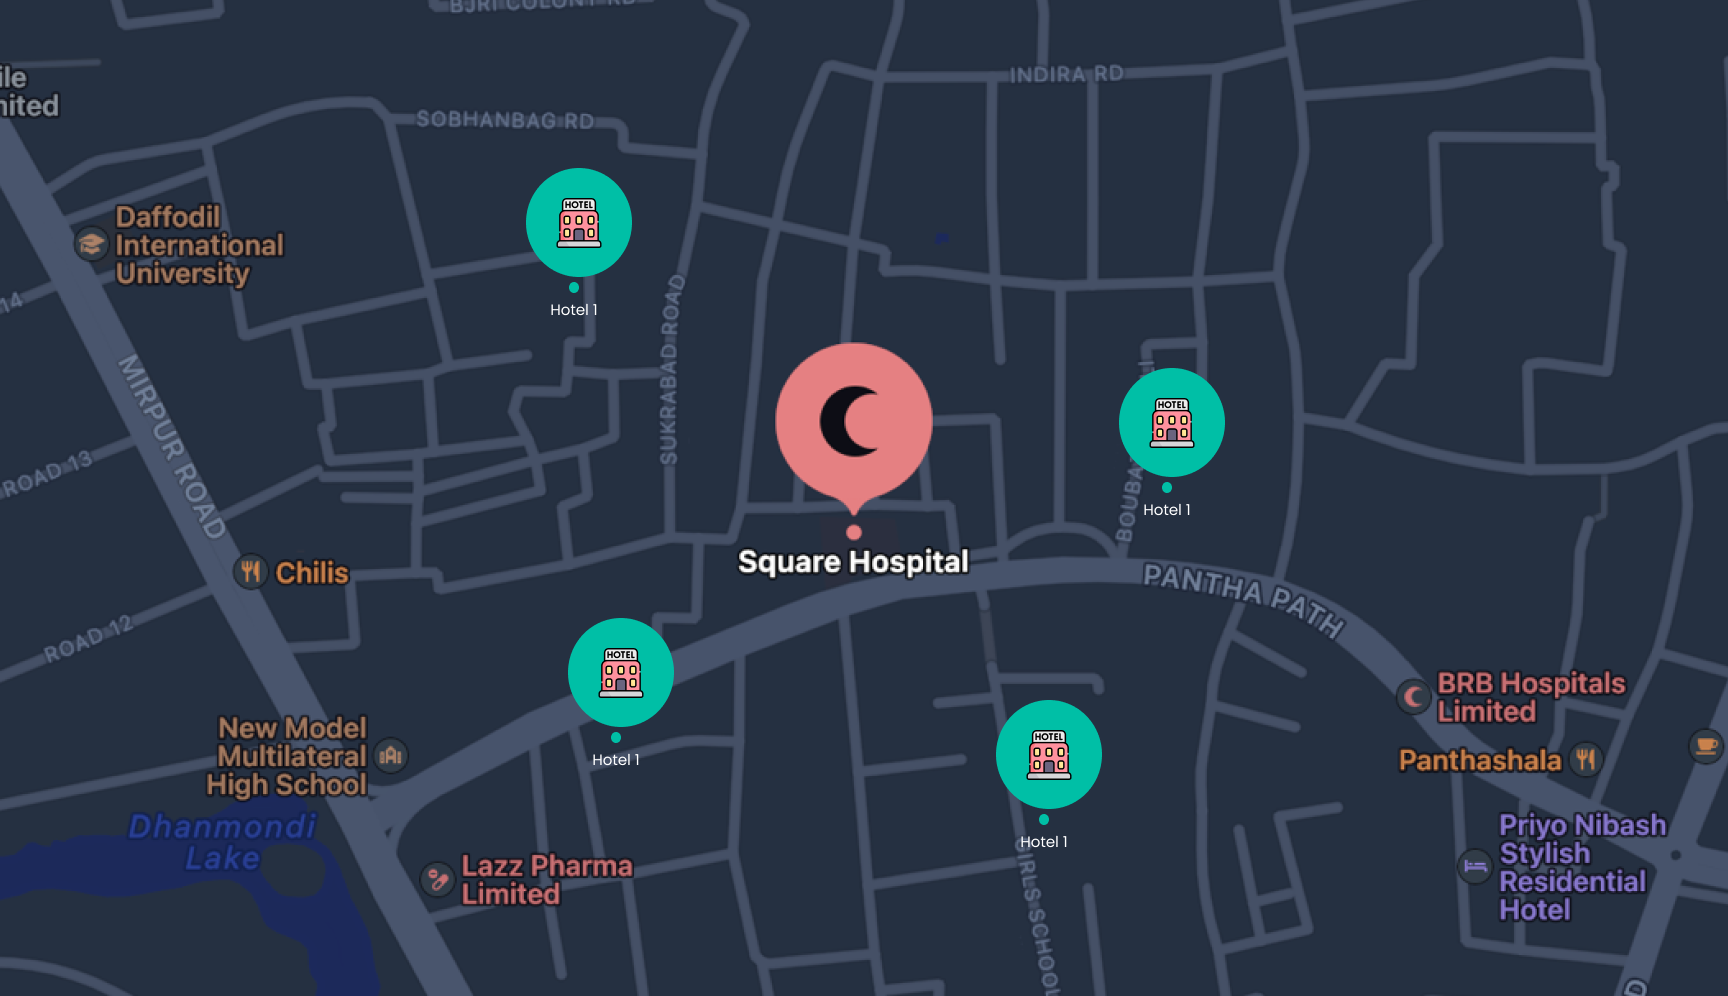 BJRI COLONY RD
ile
nited
INDIRA RD
SOBHANBAG RD
HOTEL
Daffodil
International
University
14
Hotel 1
SUKRABAD ROAD
MIRPUR ROAD
HOTEL
ROAD 13
BOUBA
Hotel 1
Square Hospital
Chilis
PANTHA PATH
ROAD 12
HOTEL
BRB Hospitals
Limited
New Model
Multilateral
High School
HOTEL
Hotel 1
Panthashala
Dhanmondi
Lake
Hotel 1
Priyo Nibash
Stylish
Residential
Hotel
Lazz Pharma
Limited
GIRLS SCHOOL
D